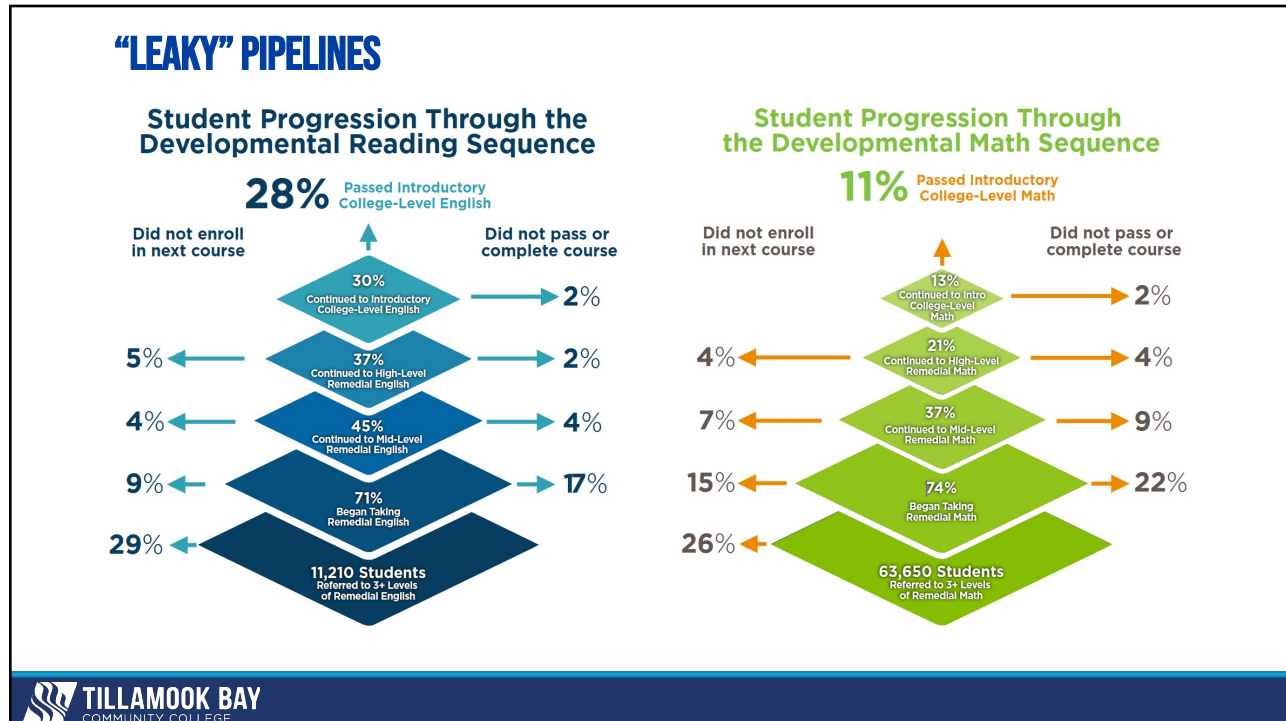 “LEAKY” PIPELINES
Student Progression Through the
Developmental Reading Sequence
28%
Passed Introductory
College-Level English
Did not enroll
in next course
Did not pass or
complete course
30%
Continued to Introductory
College-Level English
2%
5%
37%
Continued to High-Level
Remedial English
2%
4%
45%
Continued to Mid-Level
Remedial English
4%
9%
71%
Began Taking
Remedial English
17%
29%
11,210 Students
Referred to 3+ Levels
of Remedial English
Student Progression Through
the Developmental Math Sequence
11%
Passed Introductory
College-Level Math
Did not enroll
in next course
Did not pass or
complete course
13%
Continued to Intro
College-Level
Math
2%
4%
21%
Continued to High-Level
Remedial Math
4%
7%
37%
Continued to Mid-Level
Remedial Math
9%
15%
74%
Began Taking
Remedial Math
22%
26%
63,650 Students
Referred to 3+ Levels
of Remedial Math
TILLAMOOK BAY
COMMUNITY COLLEGE